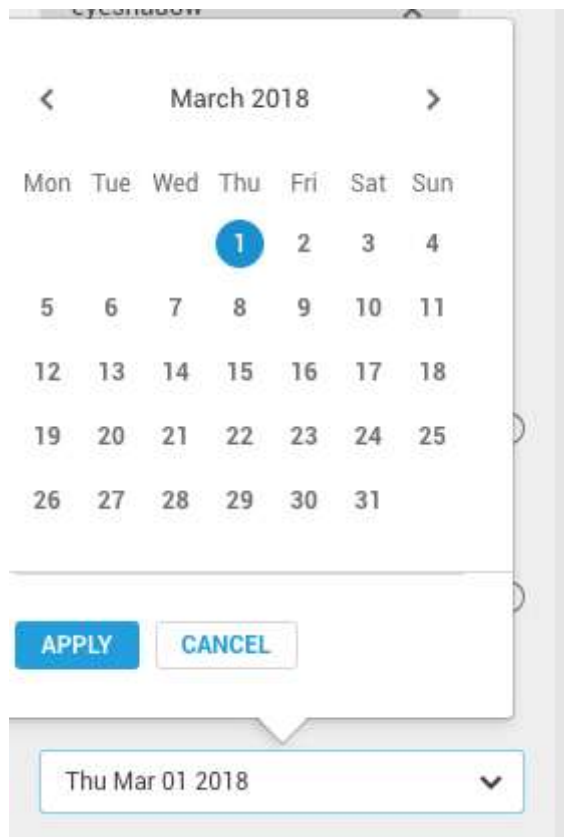 eyeshadow
March 2018
Mon Tue Wed Thu Fri Sat Sun
1 2 3 4
5 6 7 8 9 10 11
12 13 14 15 16 17 18
19 20 21 22 23 24 25
26 27 28 29 30 31
APPLY CANCEL
Thu Mar 01 2018